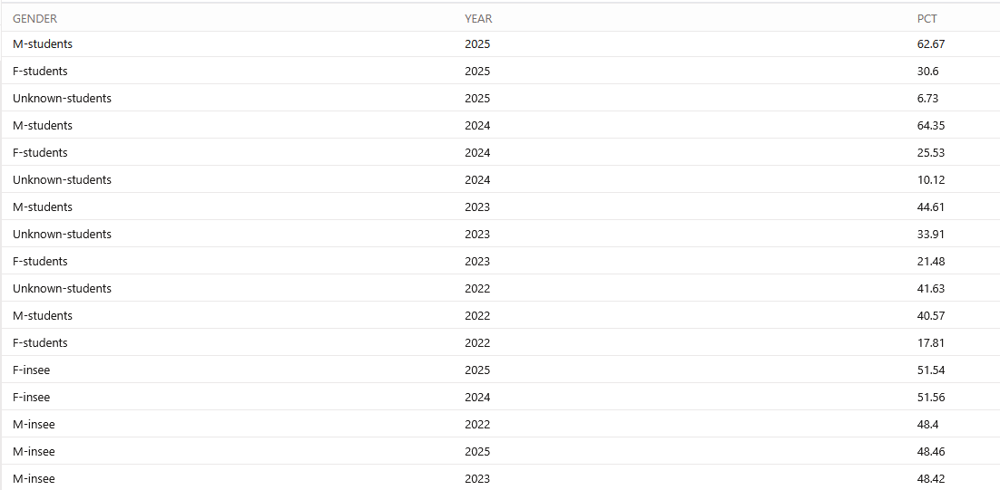 GENDER YEAR PCT
M-students 2025 62.67
F-students 2025 30.6
Unknown-students 2025 6.73
M-students 2024 64.35
F-students 2024 25.53
Unknown-students 2024 10.12
M-students 2023 44.61
Unknown-students 2023 33.91
F-students 2023 21.48
Unknown-students 2022 41.63
M-students 2022 40.57
F-students 2022 17.81
F-insee 2025 51.54
F-insee 2024 51.56
M-insee 2022 48.4
M-insee 2025 48.46
M-insee 2023 48.42